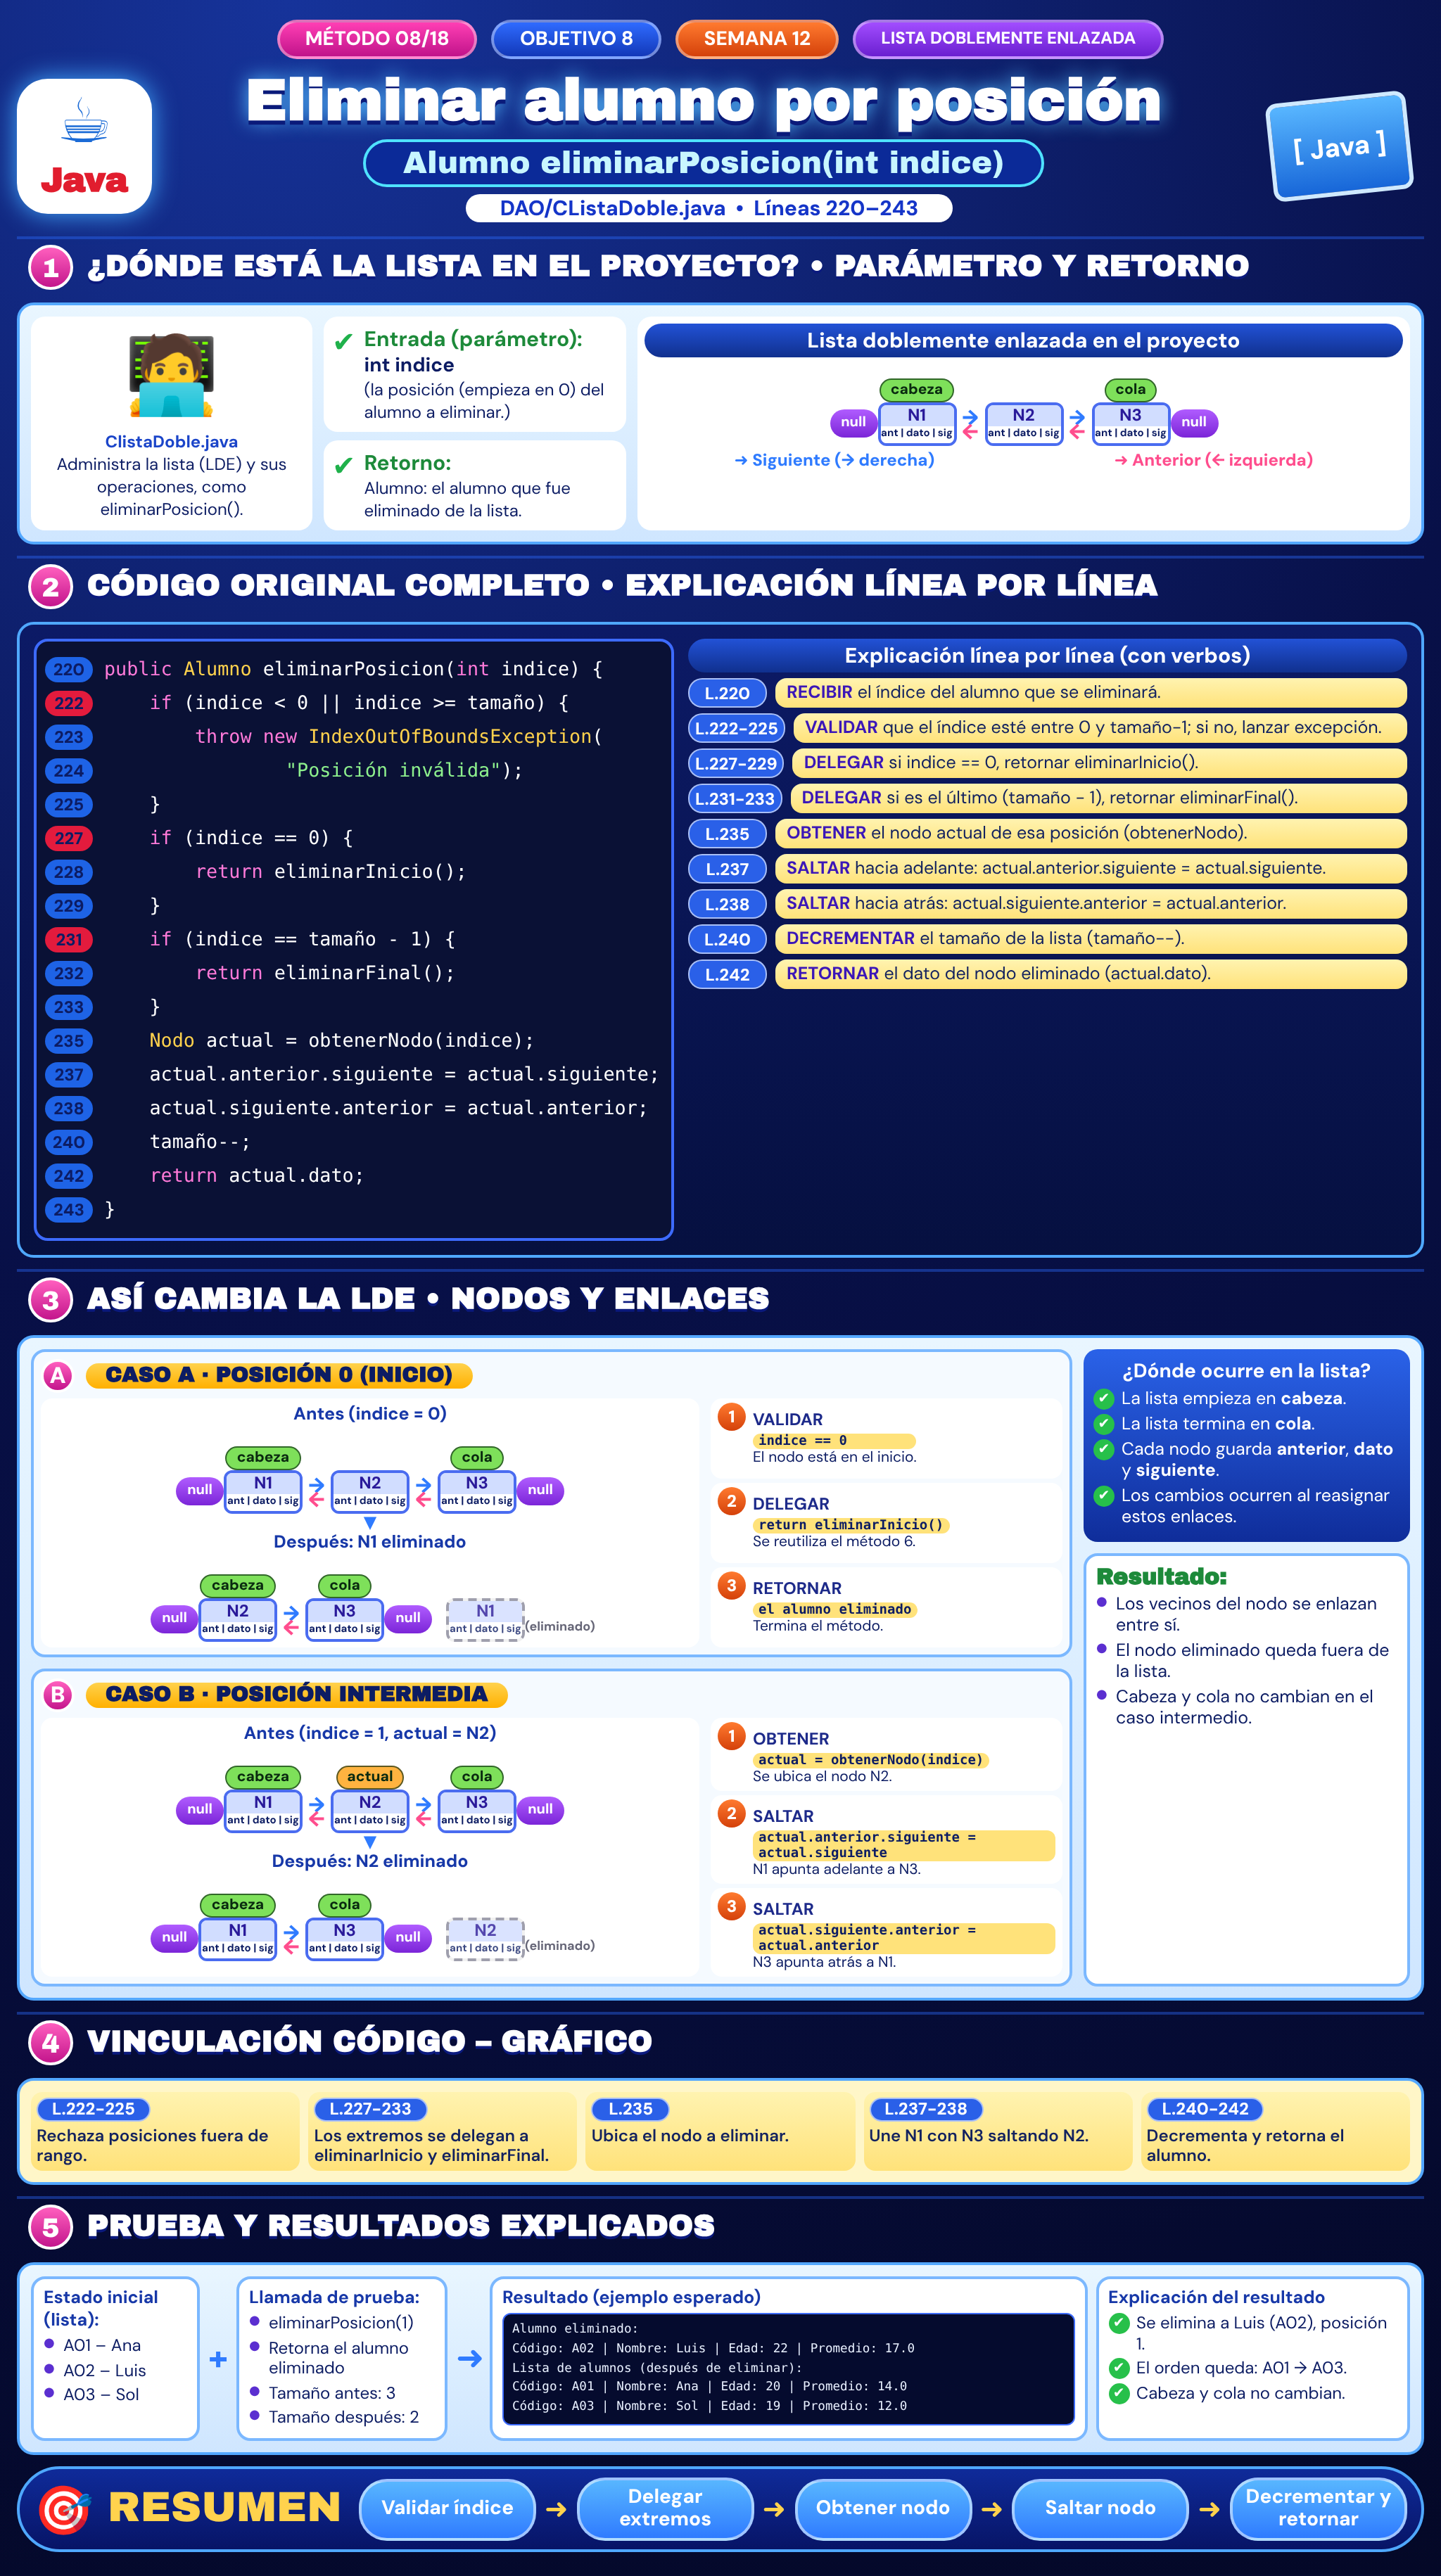 MÉTODO 08/18
OBJETIVO 8
SEMANA 12
LISTA DOBLEMENTE ENLAZADA
Java
Eliminar alumno por posición
Alumno eliminarPosicion(int indice)
DAO/CListaDoble.java • Líneas 220–243
[ Java ]
1 ¿DÓNDE ESTÁ LA LISTA EN EL PROYECTO? • PARÁMETRO Y RETORNO
ClistaDoble.java
Administra la lista (LDE) y sus
operaciones, como
eliminarPosicion().
✔ Entrada (parámetro):
int indice
(la posición (empieza en 0) del
alumno a eliminar.)
✔ Retorno:
Alumno: el alumno que fue
eliminado de la lista.
Lista doblemente enlazada en el proyecto
cabeza cola
null N1 → N2 → N3 null
ant | dato | sig ← ant | dato | sig ← ant | dato | sig
➜ Siguiente (→ derecha) ➜ Anterior (← izquierda)
2 CÓDIGO ORIGINAL COMPLETO • EXPLICACIÓN LÍNEA POR LÍNEA
220 public Alumno eliminarPosicion(int indice) {
222 if (indice < 0 || indice >= tamaño) {
223 throw new IndexOutOfBoundsException(
224 "Posición inválida");
225 }
227 if (indice == 0) {
228 return eliminarInicio();
229 }
231 if (indice == tamaño - 1) {
232 return eliminarFinal();
233 }
235 Nodo actual = obtenerNodo(indice);
237 actual.anterior.siguiente = actual.siguiente;
238 actual.siguiente.anterior = actual.anterior;
240 tamaño--;
242 return actual.dato;
243 }
Explicación línea por línea (con verbos)
L.220 RECIBIR el índice del alumno que se eliminará.
L.222-225 VALIDAR que el índice esté entre 0 y tamaño-1; si no, lanzar excepción.
L.227-229 DELEGAR si indice == 0, retornar eliminarInicio().
L.231-233 DELEGAR si es el último (tamaño - 1), retornar eliminarFinal().
L.235 OBTENER el nodo actual de esa posición (obtenerNodo).
L.237 SALTAR hacia adelante: actual.anterior.siguiente = actual.siguiente.
L.238 SALTAR hacia atrás: actual.siguiente.anterior = actual.anterior.
L.240 DECREMENTAR el tamaño de la lista (tamaño--).
L.242 RETORNAR el dato del nodo eliminado (actual.dato).
3 ASÍ CAMBIA LA LDE • NODOS Y ENLACES
A CASO A · POSICIÓN 0 (INICIO)
Antes (indice = 0)
cabeza cola
null N1 → N2 → N3 null
ant | dato | sig ← ant | dato | sig ← ant | dato | sig
▼
Después: N1 eliminado
cabeza cola
null N2 → N3 null N1
ant | dato | sig ← ant | dato | sig ant | dato | sig (eliminado)
1 VALIDAR
indice == 0
El nodo está en el inicio.
2 DELEGAR
return eliminarInicio()
Se reutiliza el método 6.
3 RETORNAR
el alumno eliminado
Termina el método.
B CASO B · POSICIÓN INTERMEDIA
Antes (indice = 1, actual = N2)
cabeza actual cola
null N1 → N2 → N3 null
ant | dato | sig ← ant | dato | sig ← ant | dato | sig
▼
Después: N2 eliminado
cabeza cola
null N1 → N3 null N2
ant | dato | sig ← ant | dato | sig ant | dato | sig (eliminado)
1 OBTENER
actual = obtenerNodo(indice)
Se ubica el nodo N2.
2 SALTAR
actual.anterior.siguiente =
actual.siguiente
N1 apunta adelante a N3.
3 SALTAR
actual.siguiente.anterior =
actual.anterior
N3 apunta atrás a N1.
¿Dónde ocurre en la lista?
✔ La lista empieza en cabeza.
✔ La lista termina en cola.
✔ Cada nodo guarda anterior, dato
y siguiente.
✔ Los cambios ocurren al reasignar
estos enlaces.
Resultado:
• Los vecinos del nodo se enlazan
entre sí.
• El nodo eliminado queda fuera de
la lista.
• Cabeza y cola no cambian en el
caso intermedio.
4 VINCULACIÓN CÓDIGO – GRÁFICO
L.222-225
Rechaza posiciones fuera de
rango.
L.227-233
Los extremos se delegan a
eliminarInicio y eliminarFinal.
L.235
Ubica el nodo a eliminar.
L.237-238
Une N1 con N3 saltando N2.
L.240-242
Decrementa y retorna el
alumno.
5 PRUEBA Y RESULTADOS EXPLICADOS
Estado inicial
(lista):
• A01 – Ana
• A02 – Luis
• A03 – Sol
+
Llamada de prueba:
• eliminarPosicion(1)
• Retorna el alumno
eliminado
• Tamaño antes: 3
• Tamaño después: 2
➜
Resultado (ejemplo esperado)
Alumno eliminado:
Código: A02 | Nombre: Luis | Edad: 22 | Promedio: 17.0
Lista de alumnos (después de eliminar):
Código: A01 | Nombre: Ana | Edad: 20 | Promedio: 14.0
Código: A03 | Nombre: Sol | Edad: 19 | Promedio: 12.0
Explicación del resultado
✔ Se elimina a Luis (A02), posición
1.
✔ El orden queda: A01 → A03.
✔ Cabeza y cola no cambian.
RESUMEN
Validar índice ➜
Delegar
extremos ➜
Obtener nodo ➜
Saltar nodo ➜
Decrementar y
retornar